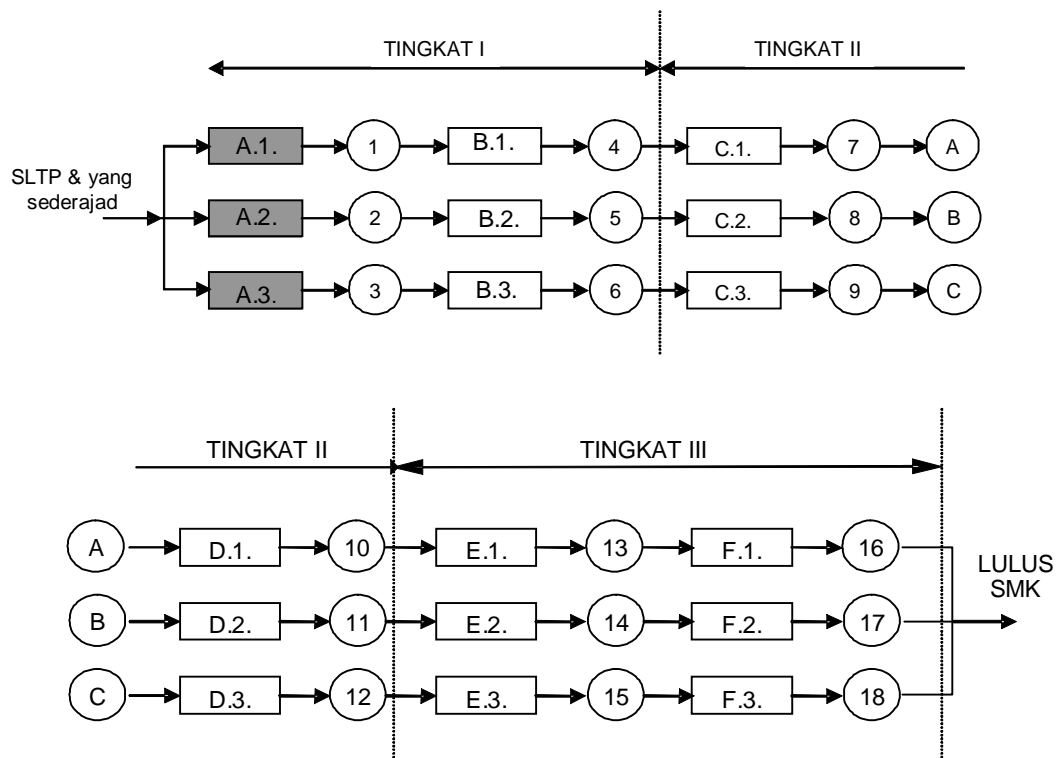 TINGKAT I
TINGKAT II
A.1.
1
B.1.
4
C.1.
7
A
SLTP & yang
sederajad
A.2.
2
B.2.
5
C.2.
8
B
A.3.
3
B.3.
6
C.3.
9
C
TINGKAT II
TINGKAT III
A
D.1.
10
E.1.
13
F.1.
16
LULUS
SMK
B
D.2.
11
E.2.
14
F.2.
17
C
D.3.
12
E.3.
15
F.3.
18